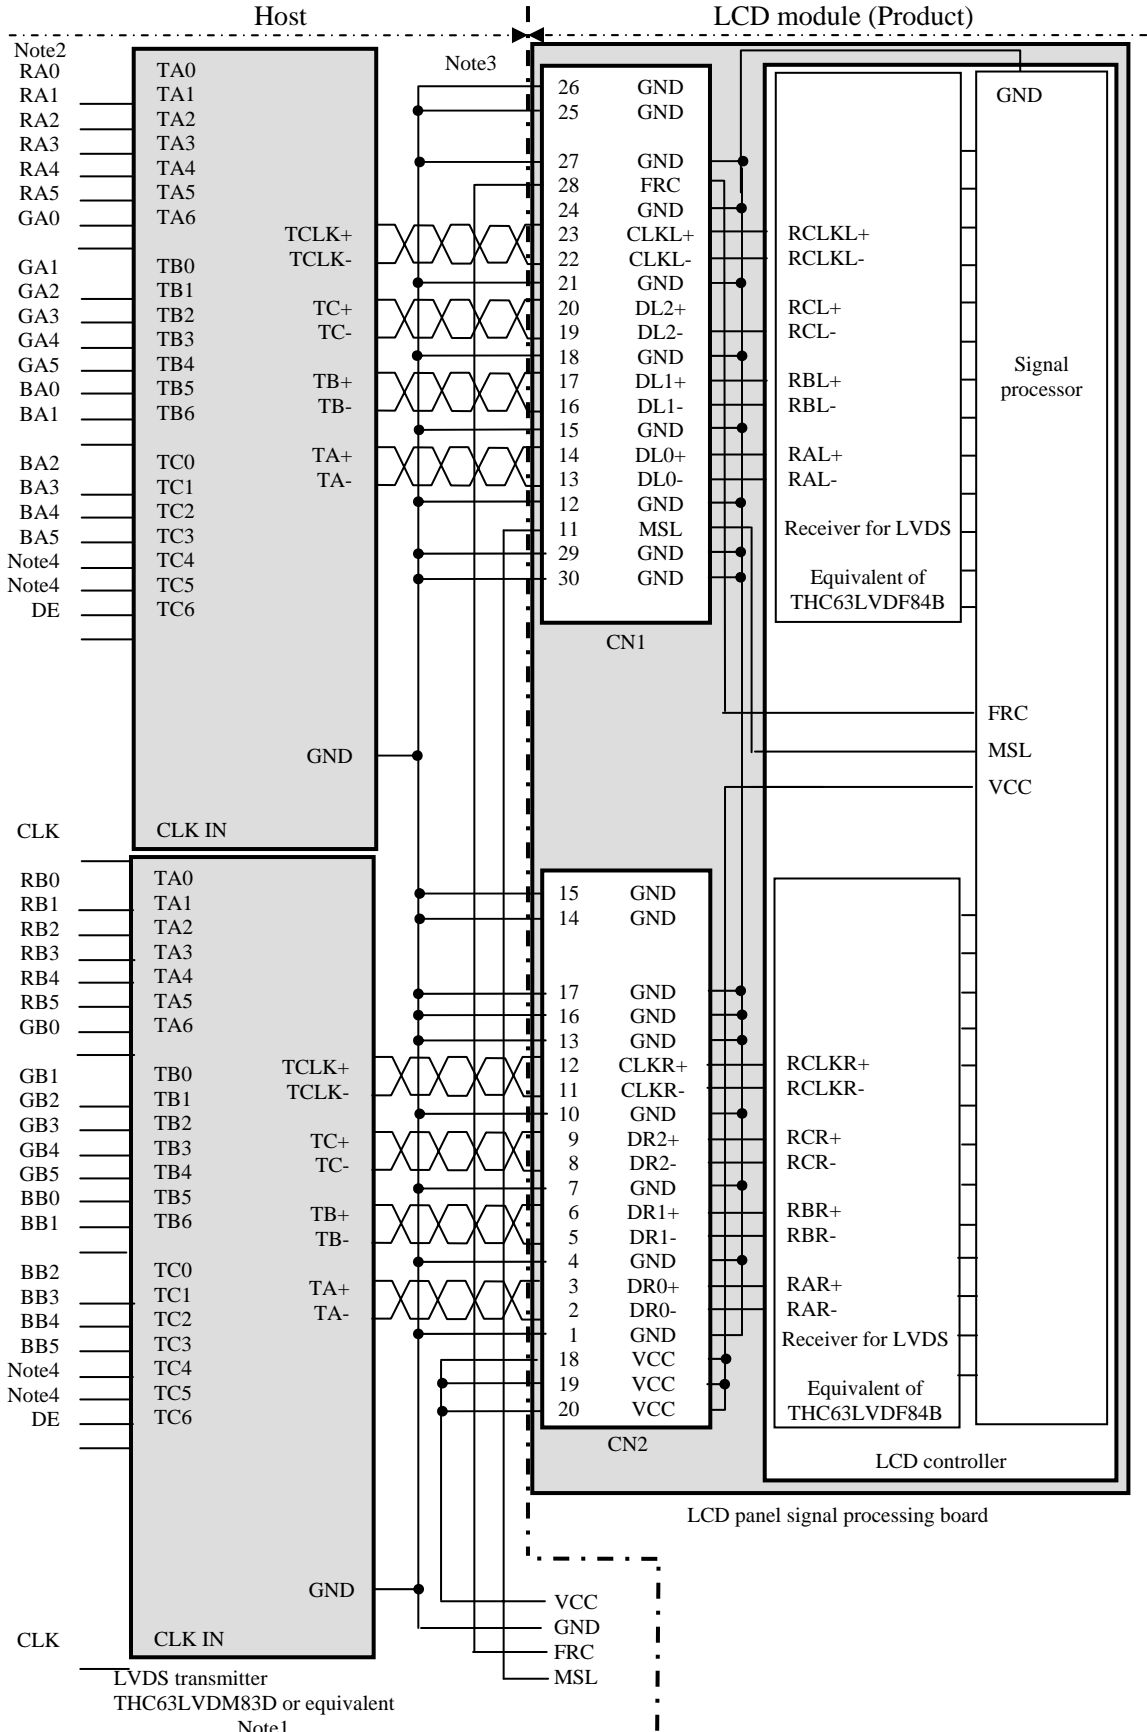 Host
LCD module (Product)
Note2
Note3
RA0
RA1
RA2
RA3
RA4
RA5
GA0
GA1
GA2
GA3
GA4
GA5
BA0
BA1
BA2
BA3
BA4
BA5
Note4
Note4
DE
CLK
TA0
TA1
TA2
TA3
TA4
TA5
TA6
TB0
TB1
TB2
TB3
TB4
TB5
TB6
TC0
TC1
TC2
TC3
TC4
TC5
TC6
CLK IN
TCLK+
TCLK-
TC+
TC-
TB+
TB-
TA+
TA-
GND
26 GND
25 GND
27 GND
28 FRC
24 GND
23 CLKL+
22 CLKL-
21 GND
20 DL2+
19 DL2-
18 GND
17 DL1+
16 DL1-
15 GND
14 DL0+
13 DL0-
12 GND
11 MSL
29 GND
30 GND
CN1
RCLKL+
RCLKL-
RCL+
RCL-
RBL+
RBL-
RAL+
RAL-
Receiver for LVDS
Equivalent of
THC63LVDF84B
GND
Signal
processor
FRC
MSL
VCC
RB0
RB1
RB2
RB3
RB4
RB5
GB0
GB1
GB2
GB3
GB4
GB5
BB0
BB1
BB2
BB3
BB4
BB5
Note4
Note4
DE
CLK
TA0
TA1
TA2
TA3
TA4
TA5
TA6
TB0
TB1
TB2
TB3
TB4
TB5
TB6
TC0
TC1
TC2
TC3
TC4
TC5
TC6
CLK IN
TCLK+
TCLK-
TC+
TC-
TB+
TB-
TA+
TA-
GND
15 GND
14 GND
17 GND
16 GND
13 GND
12 CLKR+
11 CLKR-
10 GND
9 DR2+
8 DR2-
7 GND
6 DR1+
5 DR1-
4 GND
3 DR0+
2 DR0-
1 GND
18 VCC
19 VCC
20 VCC
CN2
RCLKR+
RCLKR-
RCR+
RCR-
RBR+
RBR-
RAR+
RAR-
Receiver for LVDS
Equivalent of
THC63LVDF84B
LCD controller
LCD panel signal processing board
VCC
GND
FRC
MSL
LVDS transmitter
THC63LVDM83D or equivalent
Note1